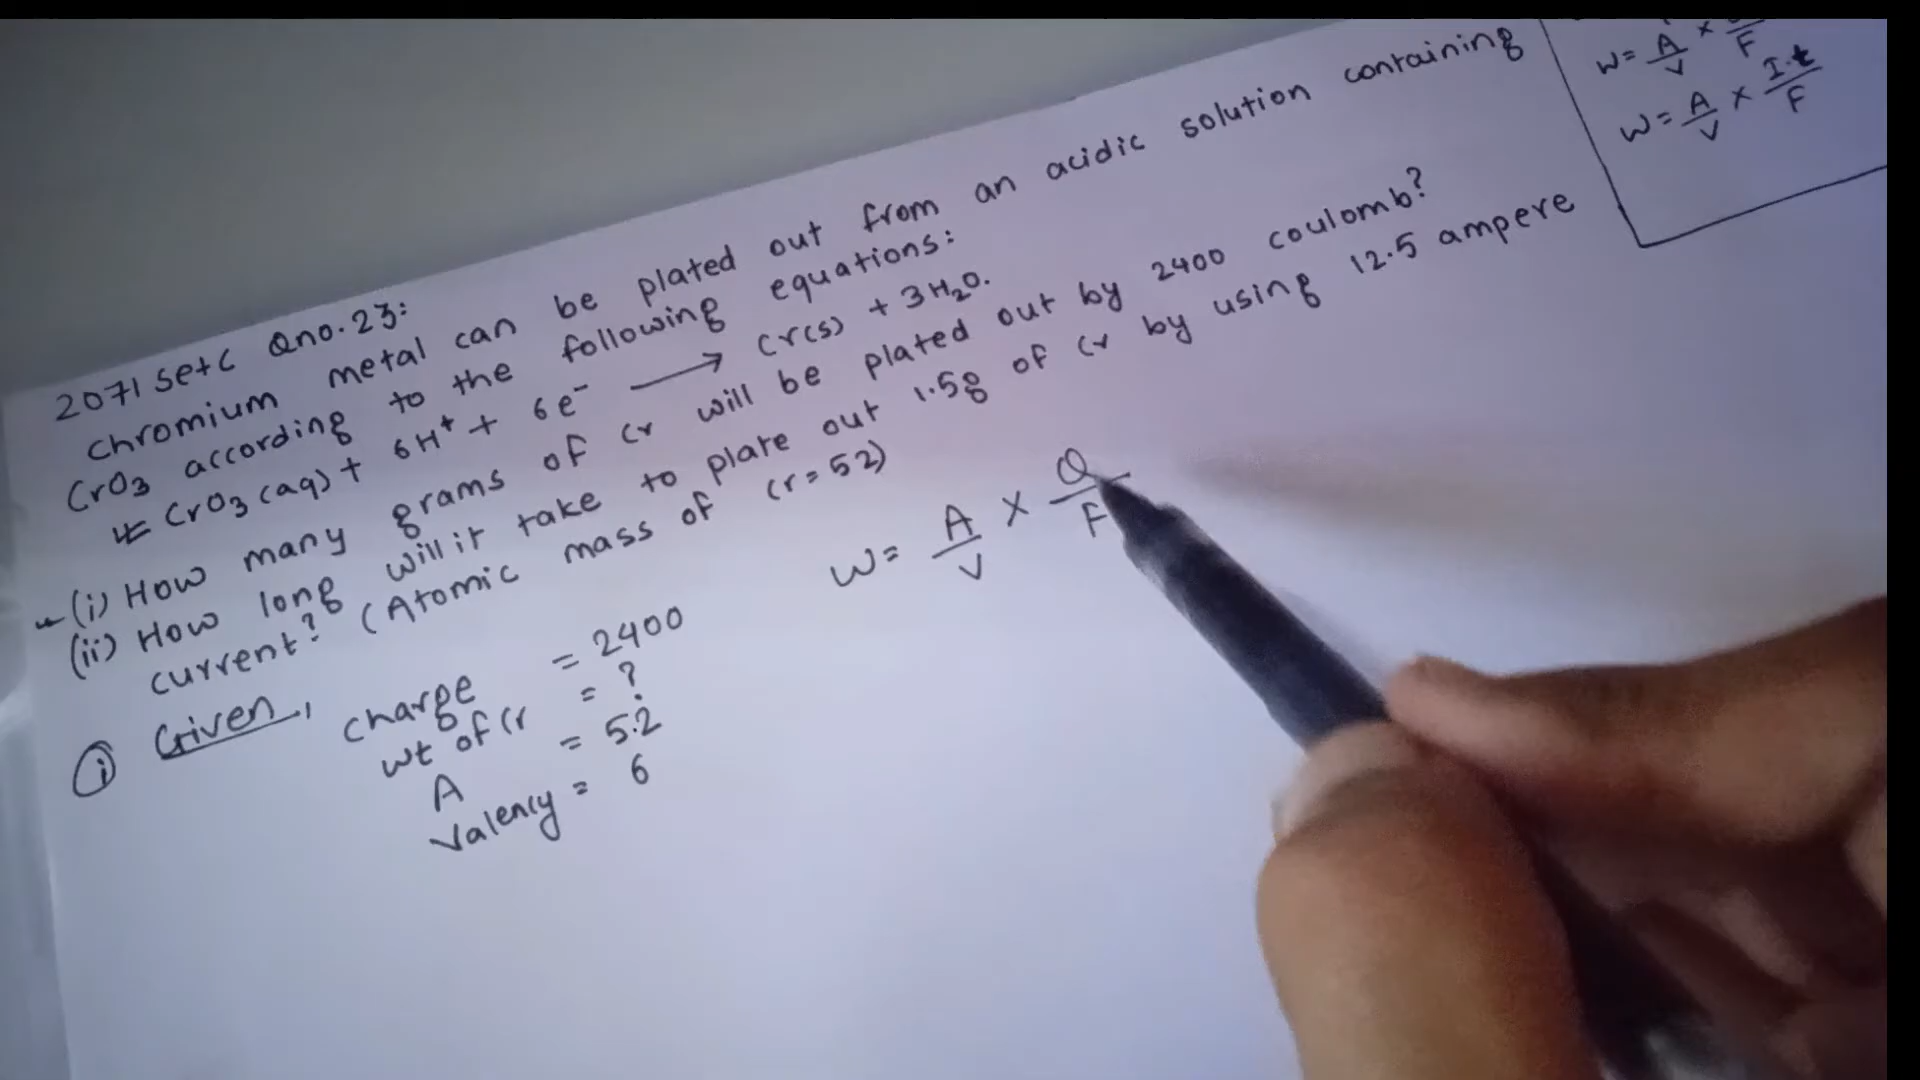 2071 Set C Qno.23:
Chromium metal can be plated out from an acidic solution containing
CrO3 according to the following equations:
CrO3 (aq) + 6H+ + 6e- → Cr(s) + 3H2O.
(i) How many grams of Cr will be plated out by 2400 coulomb?
(ii) How long will it take to plate out 1.5g of Cr by using 12.5 ampere
current? (Atomic mass of Cr = 52)
(i) Given,
charge = 2400
wt of Cr = ?
A = 52
Valency = 6
W = A/V × Q/F
W = A/V × /F
W = A/V × I.t/F